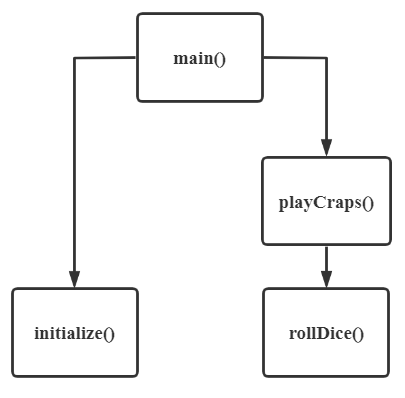 main()
playCraps()
initialize()
rollDice()